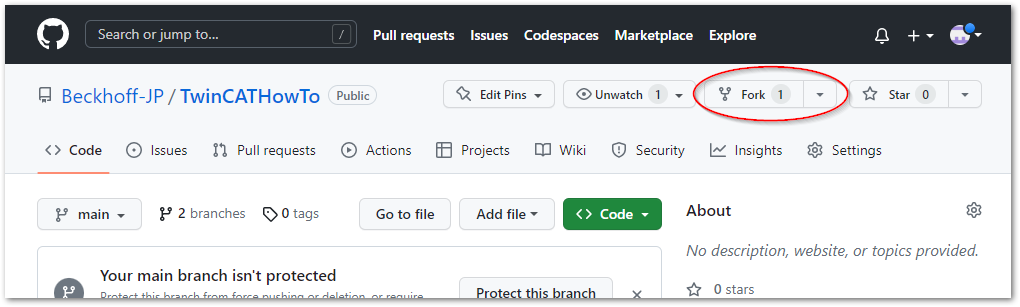 Search or jump to... / Pull requests Issues Codespaces Marketplace Explore
Beckhoff-JP / TwinCATHowTo Public Edit Pins Unwatch 1 Fork 1 Star 0
Code Issues Pull requests Actions Projects Wiki Security Insights Settings
main 2 branches 0 tags Go to file Add file Code About
No description, website, or topics provided.
Your main branch isn't protected
Protect this branch from force pushing or deletion, or require
Protect this branch
0 stars